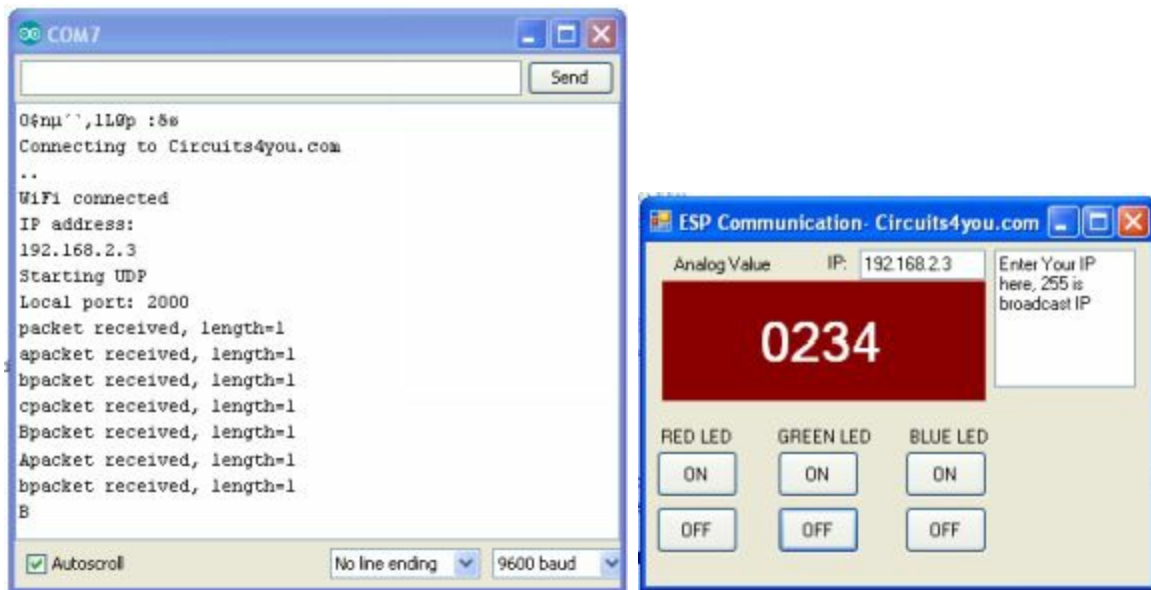 COM7
Send
Connecting to Circuits4you.com
..
WiFi connected
IP address:
192.168.2.3
Starting UDP
Local port: 2000
packet received, length=1
apacket received, length=1
bpacket received, length=1
cpacket received, length=1
Bpacket received, length=1
Apacket received, length=1
bpacket received, length=1
B
Autoscroll
No line ending
9600 baud
ESP Communication- Circuits4you.com
Analog Value
IP:
192.168.2.3
Enter Your IP
here, 255 is
broadcast IP
0234
RED LED
GREEN LED
BLUE LED
ON
ON
ON
OFF
OFF
OFF